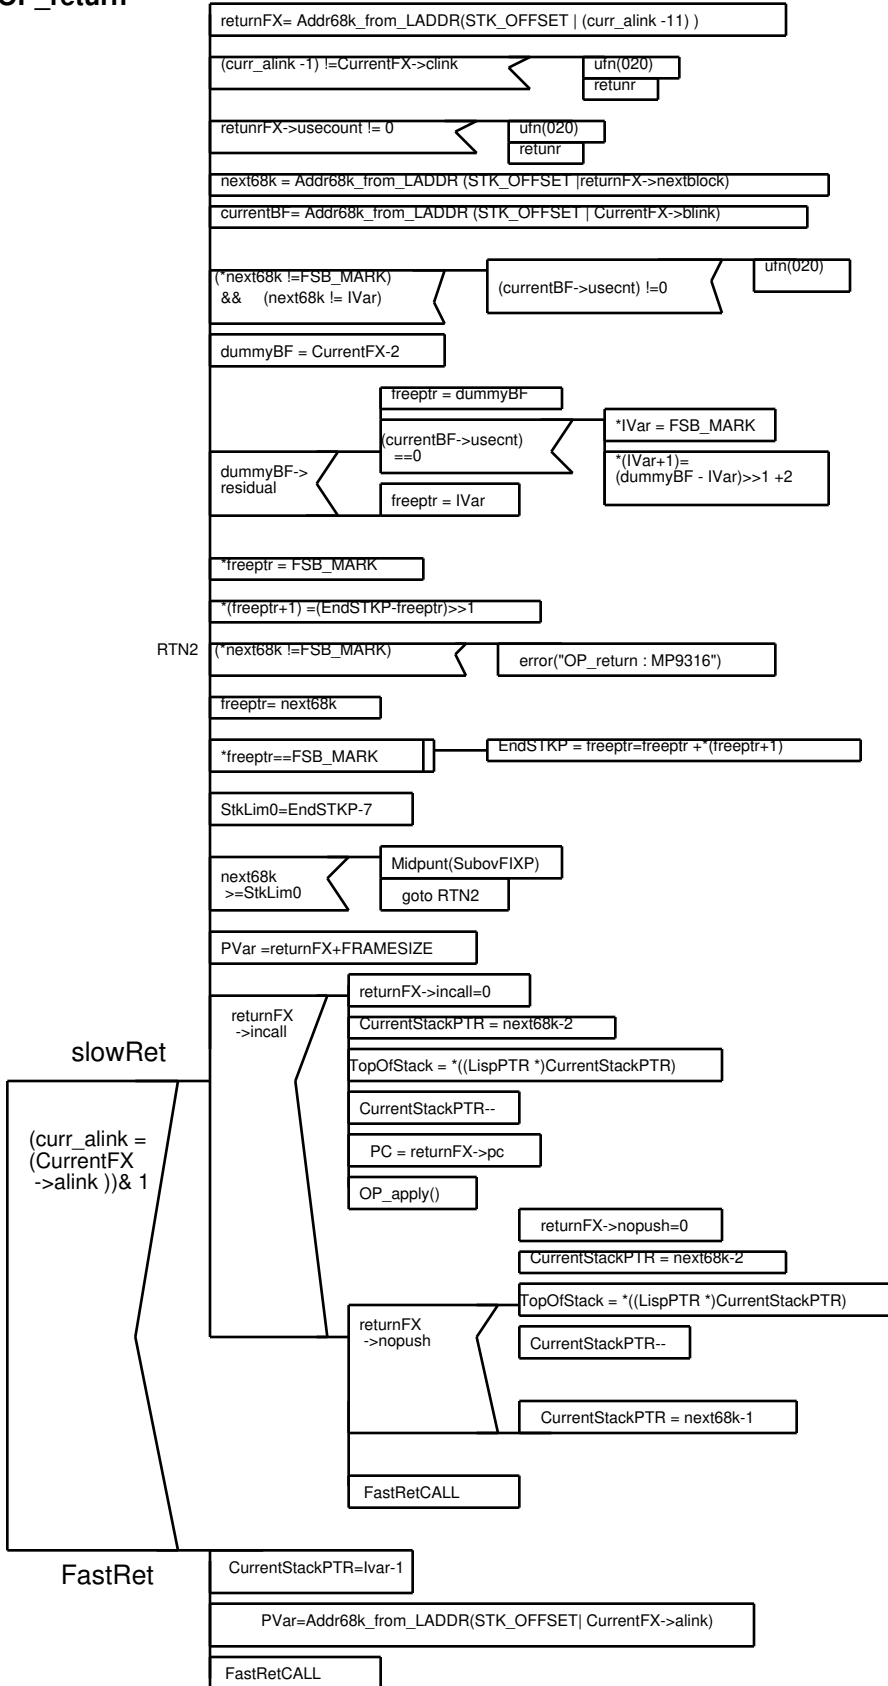 OP_return
returnFX= Addr68k_from_LADDR(STK_OFFSET | (curr_alink -11) )
(curr_alink -1) !=CurrentFX->clink
ufn(020)
retunr
retunrFX->usecount != 0
ufn(020)
retunr
next68k = Addr68k_from_LADDR (STK_OFFSET |returnFX->nextblock)
currentBF= Addr68k_from_LADDR (STK_OFFSET | CurrentFX->blink)
(*next68k !=FSB_MARK)
&& (next68k != IVar)
(currentBF->usecnt) !=0
ufn(020)
dummyBF = CurrentFX-2
dummyBF->
residual
freeptr = dummyBF
(currentBF->usecnt)
==0
*IVar = FSB_MARK
*(IVar+1)=
(dummyBF - IVar)>>1 +2
freeptr = IVar
*freeptr = FSB_MARK
*(freeptr+1) =(EndSTKP-freeptr)>>1
RTN2
(*next68k !=FSB_MARK)
error("OP_return : MP9316")
freeptr= next68k
*freeptr==FSB_MARK
EndSTKP = freeptr=freeptr +*(freeptr+1)
StkLim0=EndSTKP-7
next68k
>=StkLim0
Midpunt(SubovFIXP)
goto RTN2
PVar =returnFX+FRAMESIZE
returnFX
->incall
returnFX->incall=0
CurrentStackPTR = next68k-2
TopOfStack = *((LispPTR *)CurrentStackPTR)
CurrentStackPTR--
PC = returnFX->pc
OP_apply()
slowRet
(curr_alink =
(CurrentFX
->alink ))& 1
returnFX
->nopush
returnFX->nopush=0
CurrentStackPTR = next68k-2
TopOfStack = *((LispPTR *)CurrentStackPTR)
CurrentStackPTR--
CurrentStackPTR = next68k-1
FastRetCALL
FastRet
CurrentStackPTR=Ivar-1
PVar=Addr68k_from_LADDR(STK_OFFSET| CurrentFX->alink)
FastRetCALL